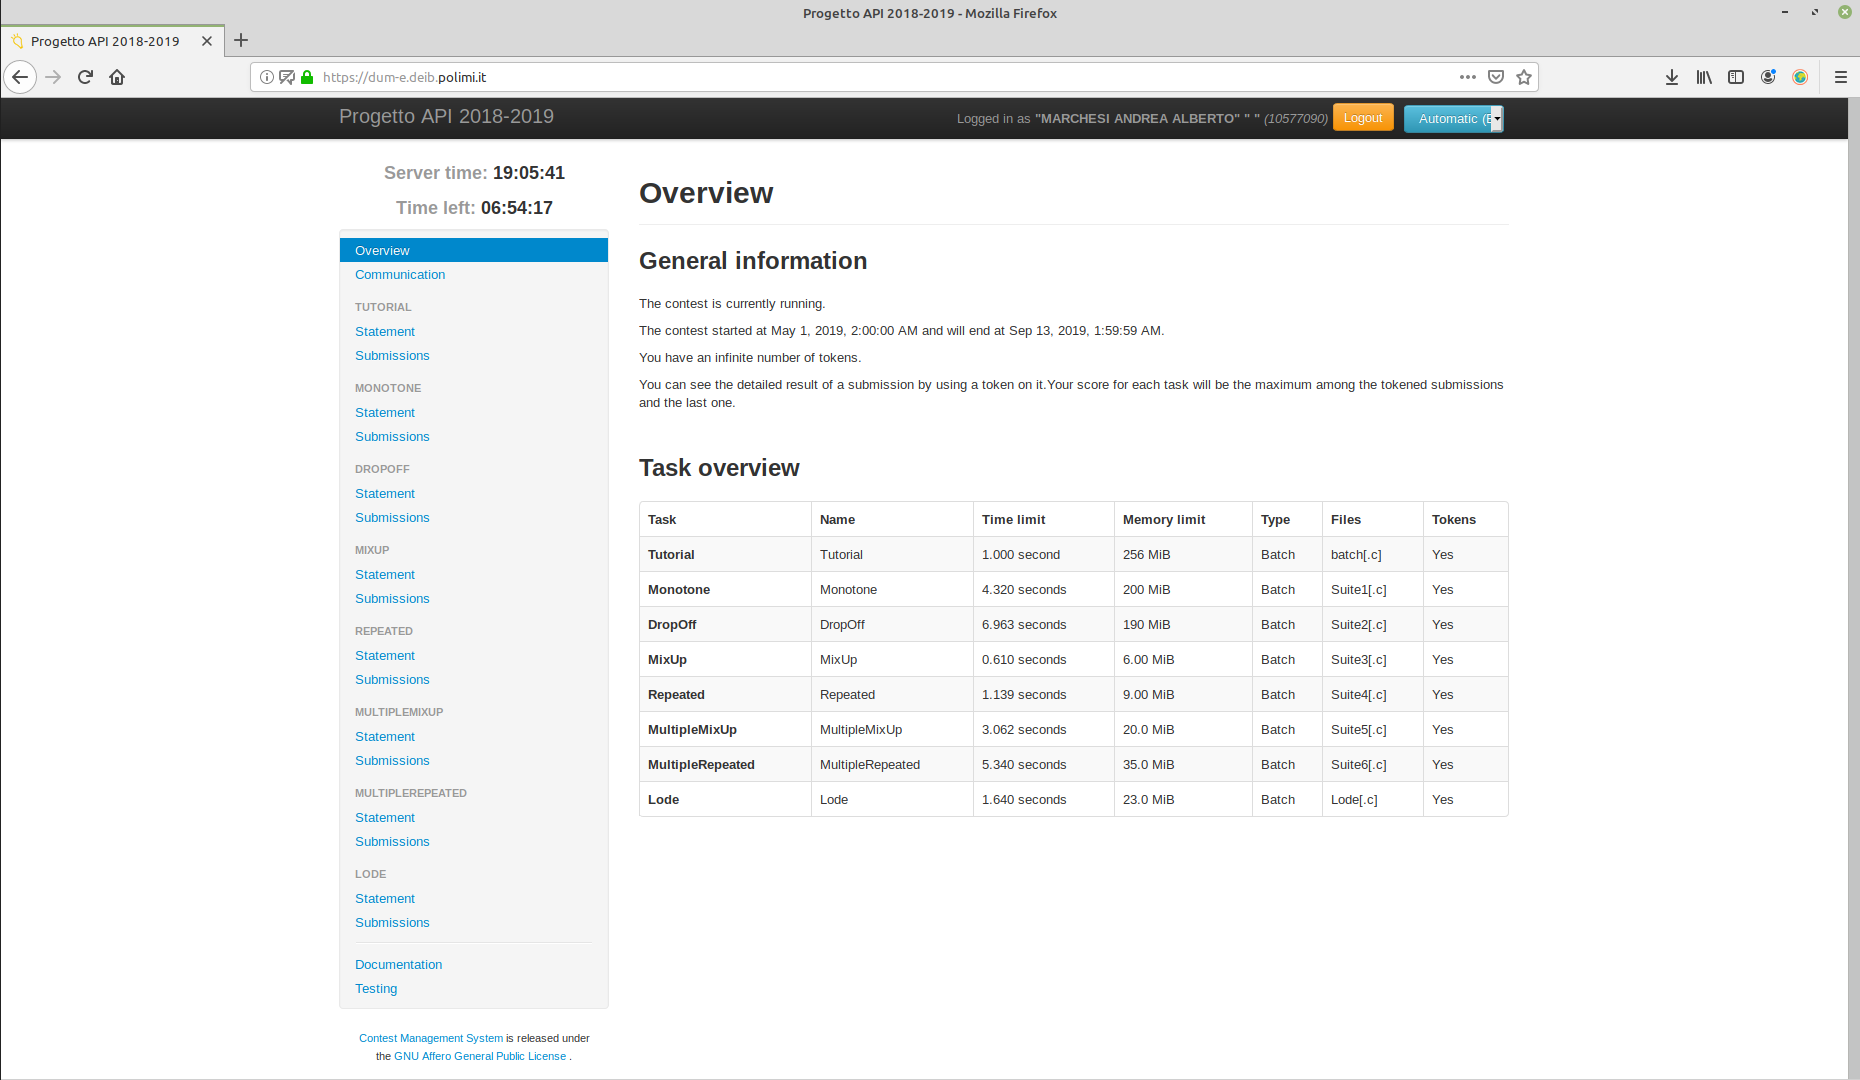 Progetto API 2018-2019 - Mozilla Firefox
Progetto API 2018-2019
https://dum-e.deib.polimi.it
Progetto API 2018-2019
Logged in as "MARCHESI ANDREA ALBERTO" " " (10577090) Logout Automatic (E
Server time: 19:05:41
Time left: 06:54:17
Overview
Communication
TUTORIAL
Statement
Submissions
MONOTONE
Statement
Submissions
DROPOFF
Statement
Submissions
MIXUP
Statement
Submissions
REPEATED
Statement
Submissions
MULTIPLEMIXUP
Statement
Submissions
MULTIPLEREPEATED
Statement
Submissions
LODE
Statement
Submissions
Documentation
Testing
Contest Management System is released under
the GNU Affero General Public License .
Overview
General information
The contest is currently running.
The contest started at May 1, 2019, 2:00:00 AM and will end at Sep 13, 2019, 1:59:59 AM.
You have an infinite number of tokens.
You can see the detailed result of a submission by using a token on it.Your score for each task will be the maximum among the tokened submissions
and the last one.
Task overview
Task Name Time limit Memory limit Type Files Tokens
Tutorial Tutorial 1.000 second 256 MiB Batch batch[.c] Yes
Monotone Monotone 4.320 seconds 200 MiB Batch Suite1[.c] Yes
DropOff DropOff 6.963 seconds 190 MiB Batch Suite2[.c] Yes
MixUp MixUp 0.610 seconds 6.00 MiB Batch Suite3[.c] Yes
Repeated Repeated 1.139 seconds 9.00 MiB Batch Suite4[.c] Yes
MultipleMixUp MultipleMixUp 3.062 seconds 20.0 MiB Batch Suite5[.c] Yes
MultipleRepeated MultipleRepeated 5.340 seconds 35.0 MiB Batch Suite6[.c] Yes
Lode Lode 1.640 seconds 23.0 MiB Batch Lode[.c] Yes